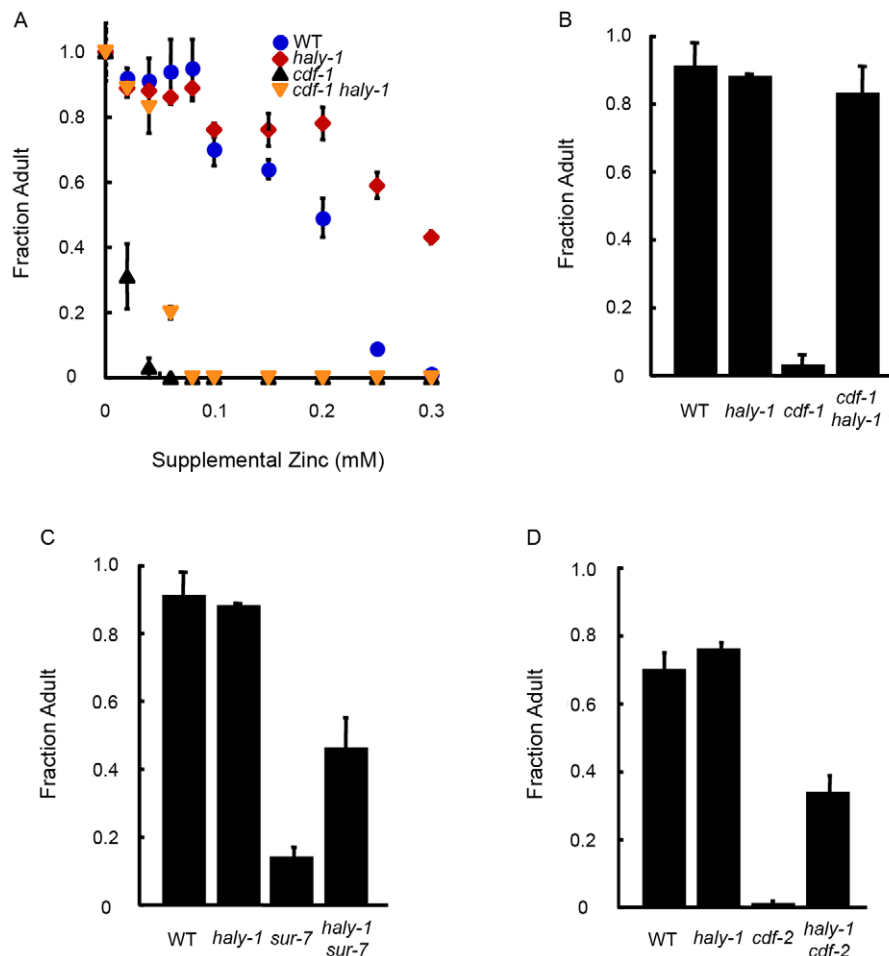 A
WT
haly-1
cdf-1
cdf-1 haly-1
1.0
0.8
0.6
0.4
0.2
0
0 0.1 0.2 0.3
Fraction Adult
Supplemental Zinc (mM)
B
1.0
0.8
0.6
0.4
0.2
0
Fraction Adult
WT haly-1 cdf-1 cdf-1
haly-1
C
1.0
0.8
0.6
0.4
0.2
0
Fraction Adult
WT haly-1 sur-7 haly-1
sur-7
D
1.0
0.8
0.6
0.4
0.2
0
Fraction Adult
WT haly-1 cdf-2 haly-1
cdf-2